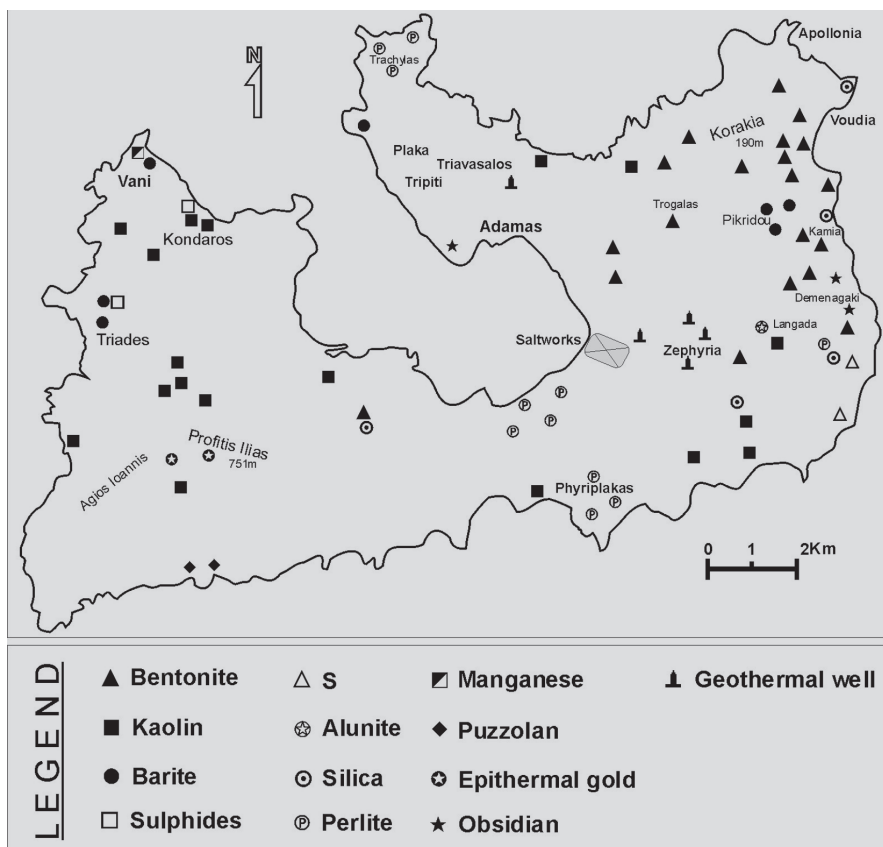 N
Apollonia
Trachylas
Voudia
Korakia
190m
Plaka
Triavasalos
Tripiti
Vani
Trogalas
Pikridou
Kamia
Kondaros
Adamas
Demenagaki
Langada
Triades
Saltworks
Zephyria
Profitis Ilias
751m
Agios Ioannis
Phyriplakas
0 1 2Km
LEGEND
Bentonite
S
Manganese
Geothermal well
Kaolin
Alunite
Puzzolan
Barite
Silica
Epithermal gold
Sulphides
Perlite
Obsidian